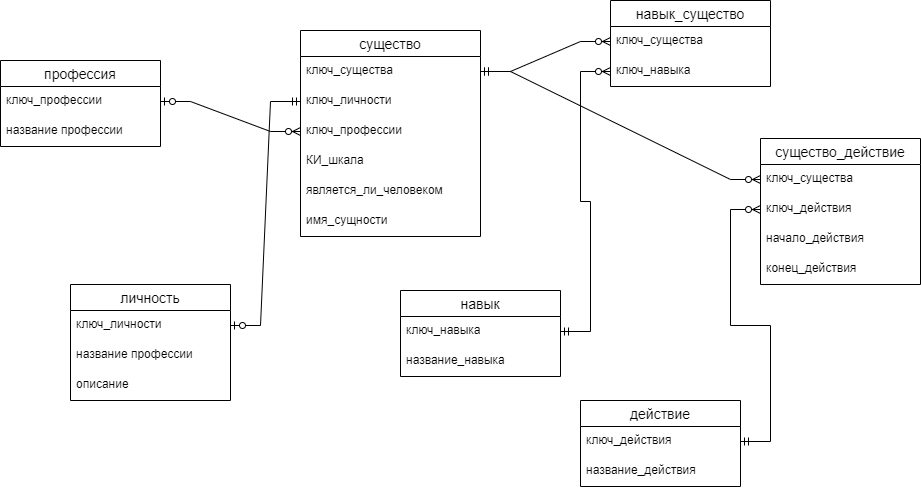 профессия
ключ_профессии
название профессии
существо
ключ_существа
ключ_личности
ключ_профессии
КИ_шкала
является_ли_человеком
имя_сущности
навык_существо
ключ_существа
ключ_навыка
существо_действие
ключ_существа
ключ_действия
начало_действия
конец_действия
личность
ключ_личности
название профессии
описание
навык
ключ_навыка
название_навыка
действие
ключ_действия
название_действия